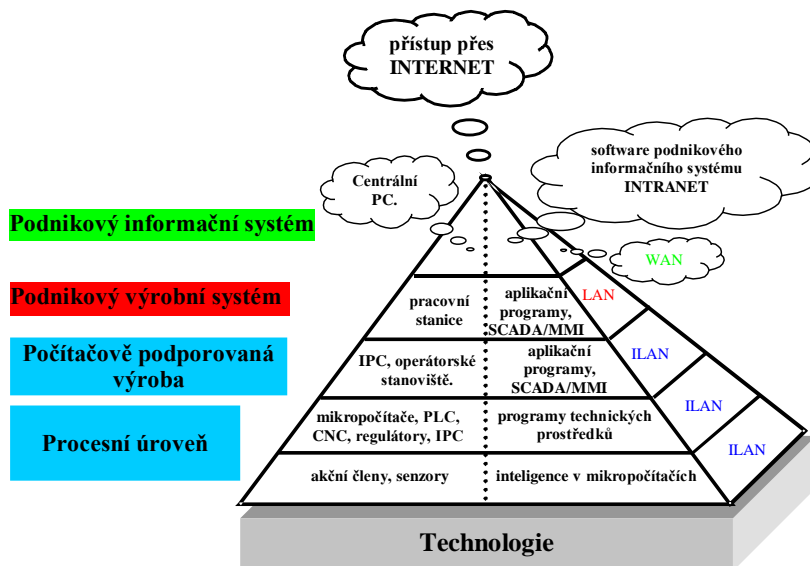 přístup přes
INTERNET
software podnikového
informačního systému
INTRANET
Centrální
PC.
Podnikový informační systém
WAN
Podnikový výrobní systém
pracovní
stanice
aplikační
programy,
SCADA/MMI
LAN
Počítačově podporovaná
výroba
IPC, operátorské
stanoviště.
aplikační
programy,
SCADA/MMI
ILAN
Procesní úroveň
mikropočítače, PLC,
CNC, regulátory, IPC
programy technických
prostředků
ILAN
akční členy, senzory
inteligence v mikropočítačích
ILAN
Technologie